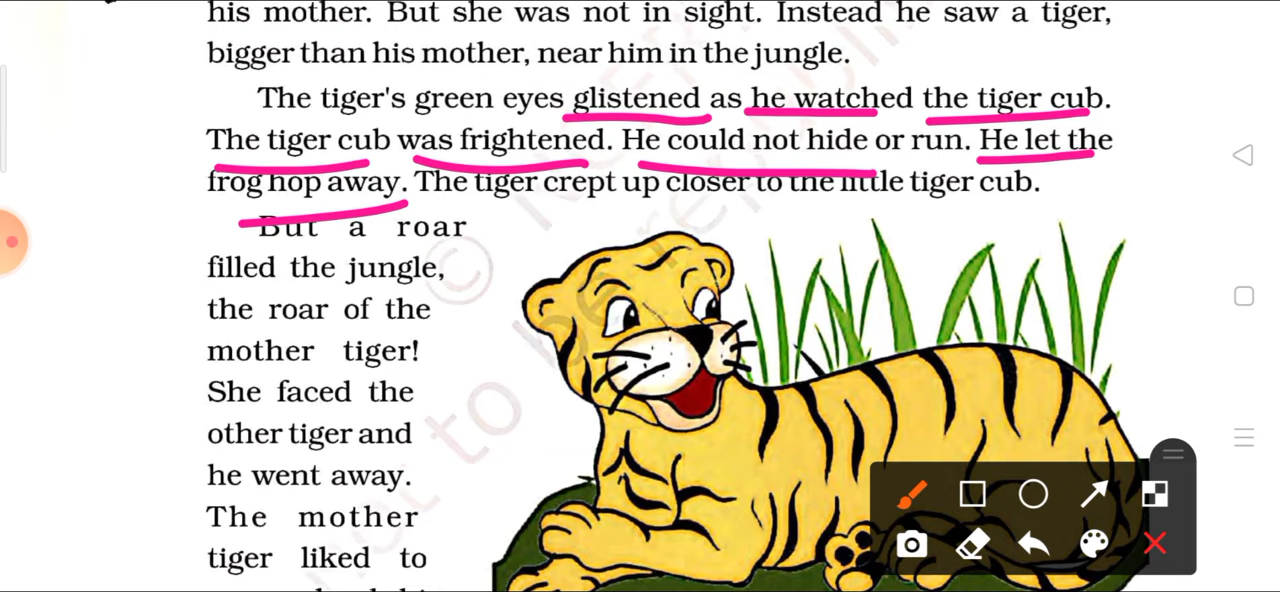 his mother. But she was not in sight. Instead he saw a tiger,
bigger than his mother, near him in the jungle.
The tiger's green eyes glistened as he watched the tiger cub.
The tiger cub was frightened. He could not hide or run. He let the
frog hop away. The tiger crept up closer to the little tiger cub.
But a roar
filled the jungle,
the roar of the
mother tiger!
She faced the
other tiger and
he went away.
The mother
tiger liked to